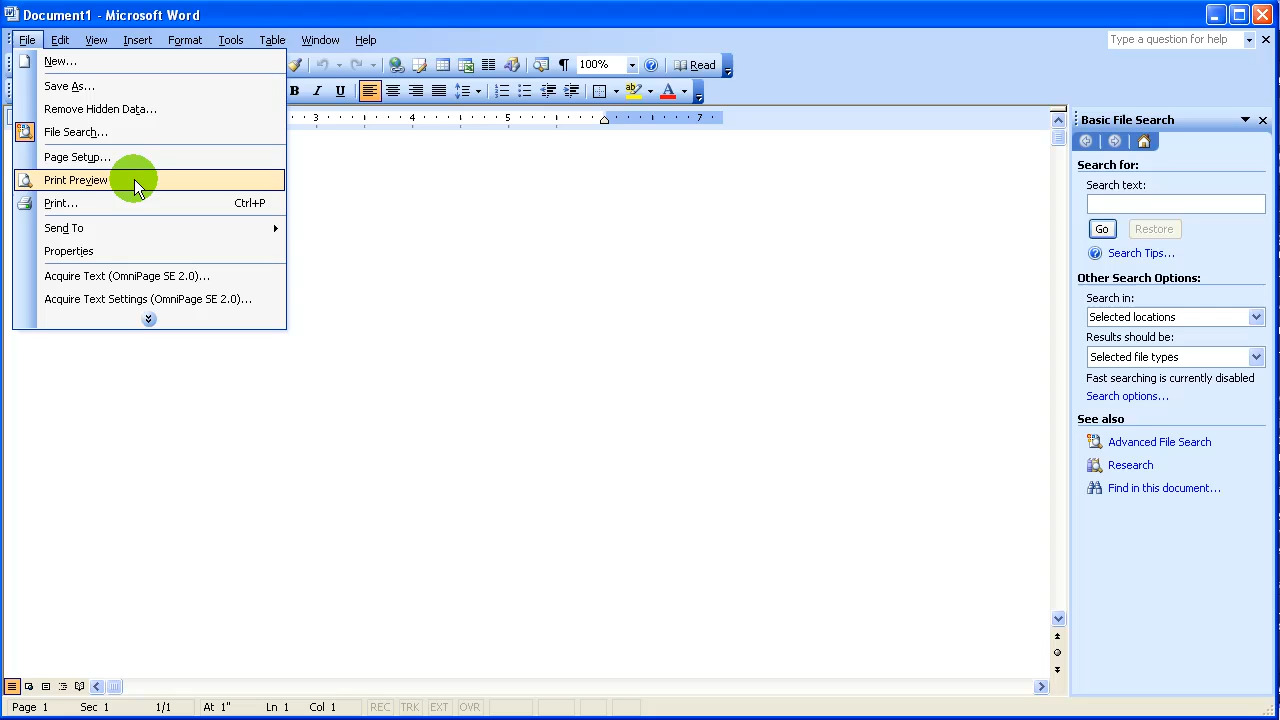 Document1 - Microsoft Word
File Edit View Insert Format Tools Table Window Help
Type a question for help
New...
100%
Read
Save As...
B I U
Remove Hidden Data...
3 4 5 7
Basic File Search
File Search...
Page Setup...
Search for:
Print Preview
Search text:
Print... Ctrl+P
Send To
Go Restore
Properties
Search Tips...
Acquire Text (OmniPage SE 2.0)...
Other Search Options:
Acquire Text Settings (OmniPage SE 2.0)...
Search in:
Selected locations
Results should be:
Selected file types
Fast searching is currently disabled
Search options...
See also
Advanced File Search
Research
Find in this document...
Page 1 Sec 1 1/1 At 1" Ln 1 Col 1 REC TRK EXT OVR